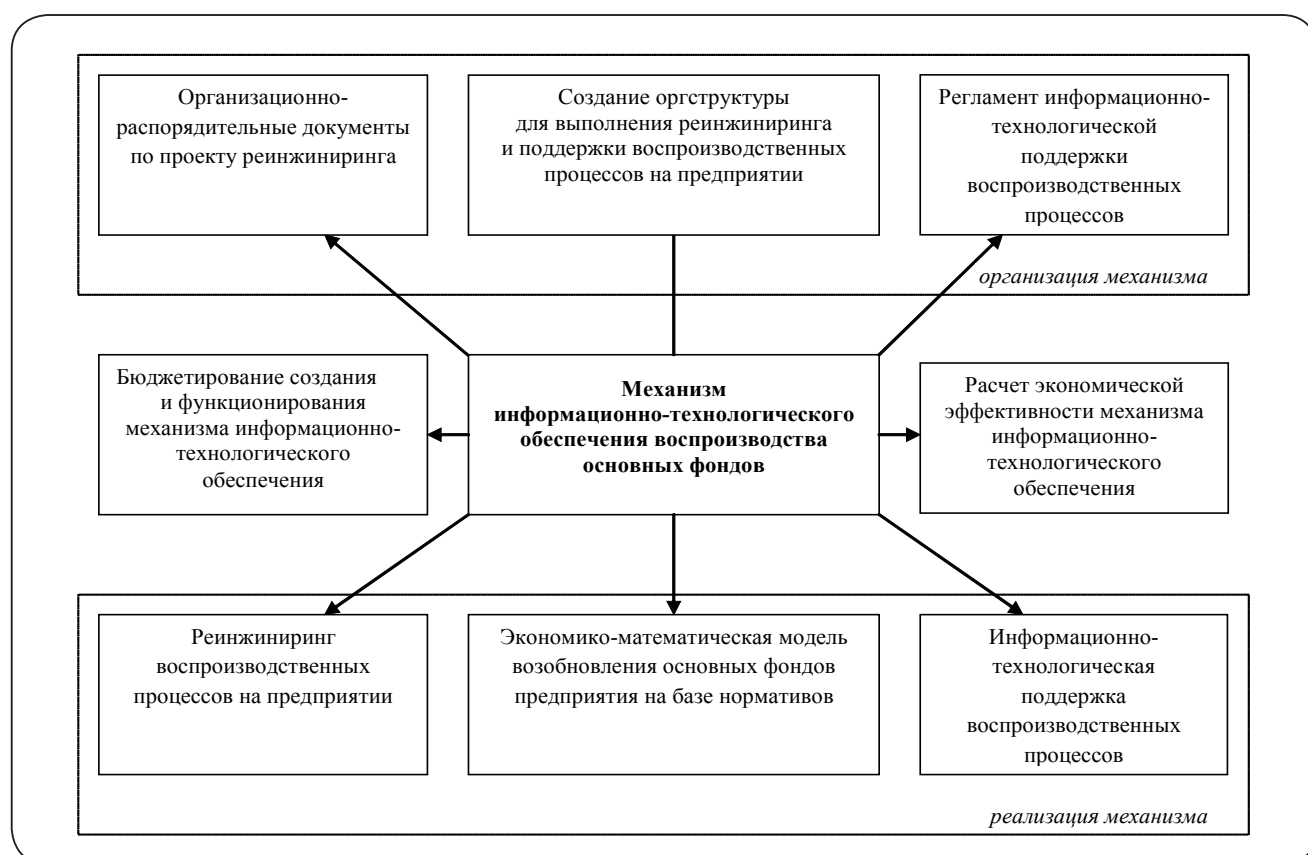 Организационно-
распорядительные документы
по проекту реинжиниринга
Создание оргструктуры
для выполнения реинжиниринга
и поддержки воспроизводственных
процессов на предприятии
Регламент информационно-
технологической
поддержки
воспроизводственных
процессов
организация механизма
Бюджетирование создания
и функционирования
механизма информационно-
технологического
обеспечения
Механизм
информационно-технологического
обеспечения воспроизводства
основных фондов
Расчет экономической
эффективности механизма
информационно-
технологического
обеспечения
Реинжиниринг
воспроизводственных
процессов на предприятии
Экономико-математическая модель
возобновления основных фондов
предприятия на базе нормативов
Информационно-
технологическая
поддержка
воспроизводственных
процессов
реализация механизма